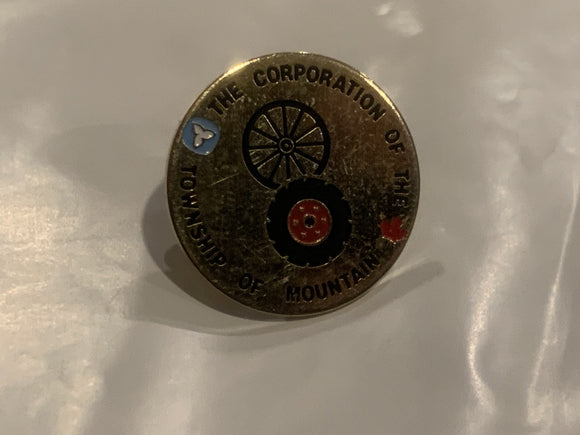 THE CORPORATION OF THE
TOWNSHIP OF MOUNTAIN